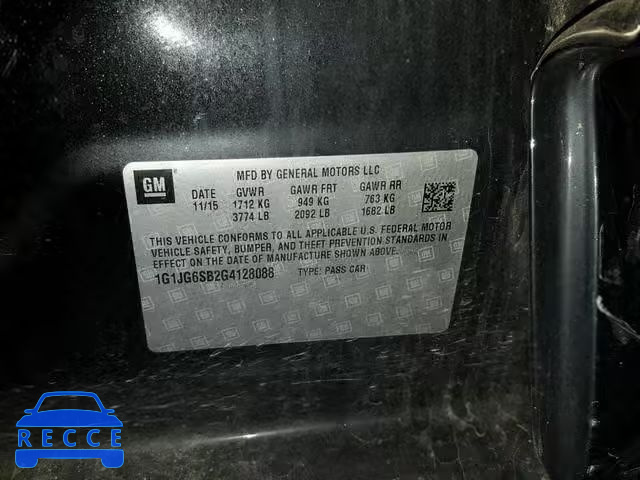 GM
MFD BY GENERAL MOTORS LLC
DATE GVWR GAWR FRT GAWR RR
11/15 1712 KG 949 KG 763 KG
3774 LB 2092 LB 1682 LB
THIS VEHICLE CONFORMS TO ALL APPLICABLE U.S. FEDERAL MOTOR
VEHICLE SAFETY, BUMPER, AND THEFT PREVENTION STANDARDS IN
EFFECT ON THE DATE OF MANUFACTURE SHOWN ABOVE.
1G1JG6SB2G4128088 TYPE: PASS CAR
RECCE